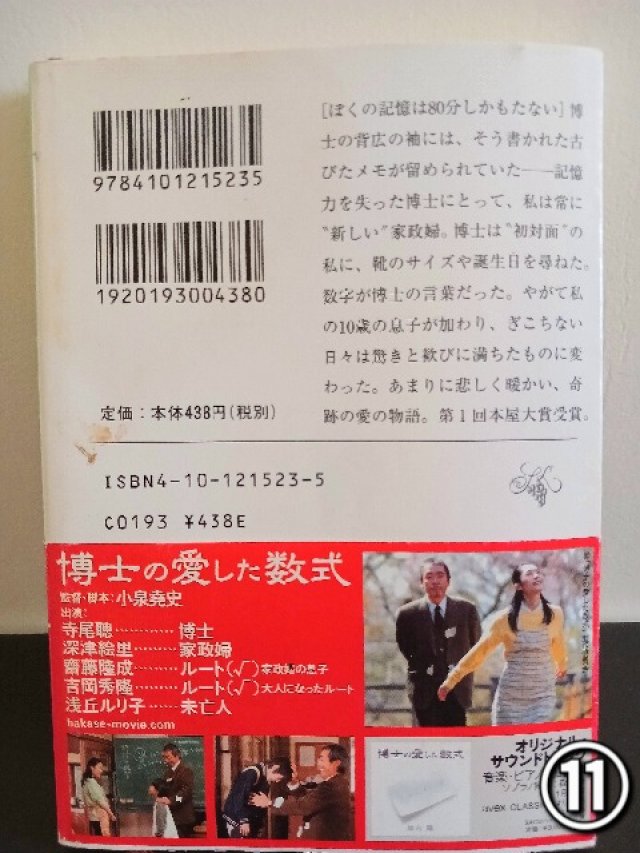 9784101215235
1920193004380
定価：本体438円(税別)
[ぼくの記憶は80分しかもたない]博
士の背広の袖には、そう書かれた古
びたメモが留められていた──記憶
力を失った博士にとって、私は常に
“新しい”家政婦。博士は“初対面”の
私に、靴のサイズや誕生日を尋ねた。
数字が博士の言葉だった。やがて私
の10歳の息子が加わり、ぎこちない
日々は驚きと歓びに満ちたものに変
わった。あまりに悲しく暖かい、奇
跡の愛の物語。第1回本屋大賞受賞。
ISBN4-10-121523-5
C0193 ¥438E
博士の愛した数式
監督・脚本：小泉堯史
出演：
寺尾聰…………博士
深津絵里………家政婦
齋藤隆成………ルート(√)家政婦の息子
吉岡秀隆………ルート(√)大人になったルート
浅丘ルリ子……未亡人
hakase-movie.com
博士の愛した数式
オリジナル・
サウンドト
音楽・ピア
ソプラ
CLASS
⑪